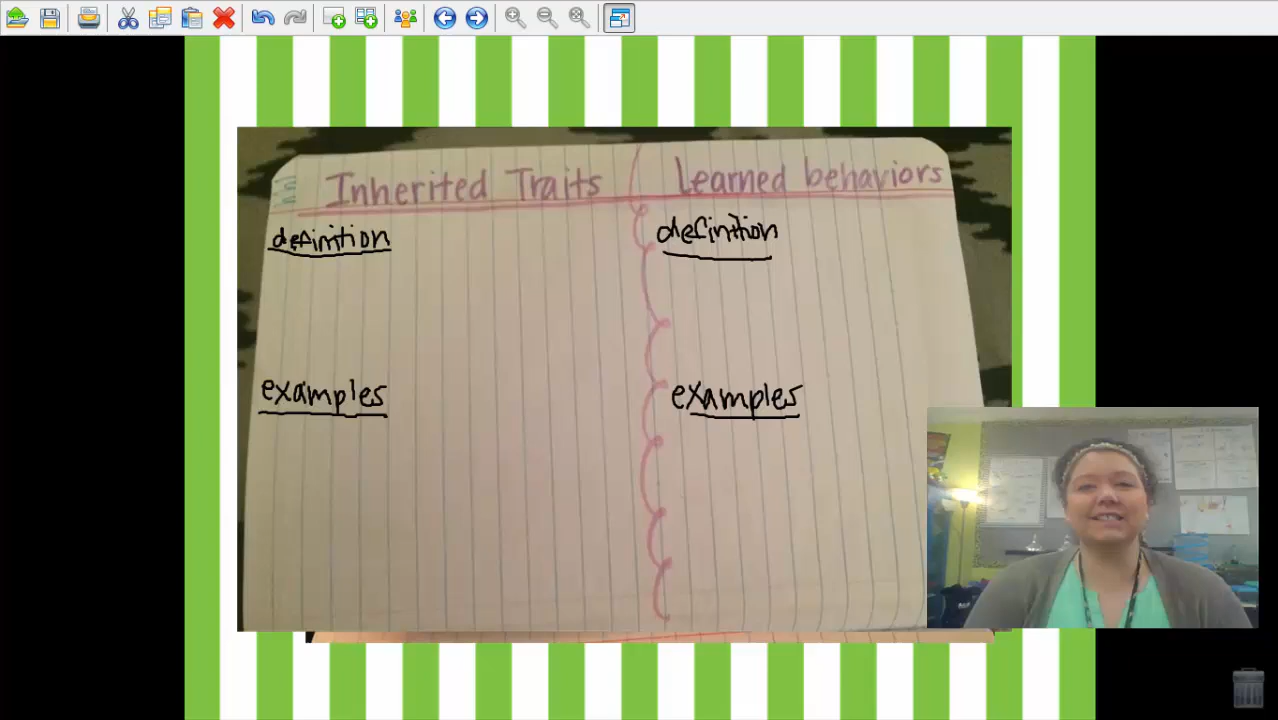 Inherited Traits
Learned behaviors
definition
definition
examples
examples